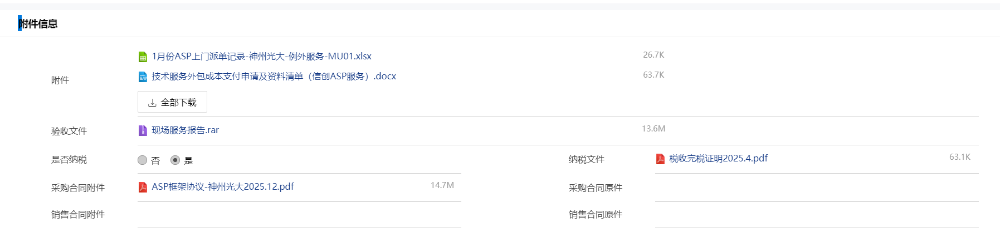 附件信息
附件
1月份ASP上门派单记录-神州光大-例外服务-MU01.xlsx 26.7K
技术服务外包成本支付申请及资料清单（信创ASP服务）.docx 63.7K
全部下载
验收文件 现场服务报告.rar 13.6M
是否纳税 否 是 纳税文件 税收完税证明2025.4.pdf 63.1K
采购合同附件 ASP框架协议-神州光大2025.12.pdf 14.7M 采购合同原件
销售合同附件 销售合同原件